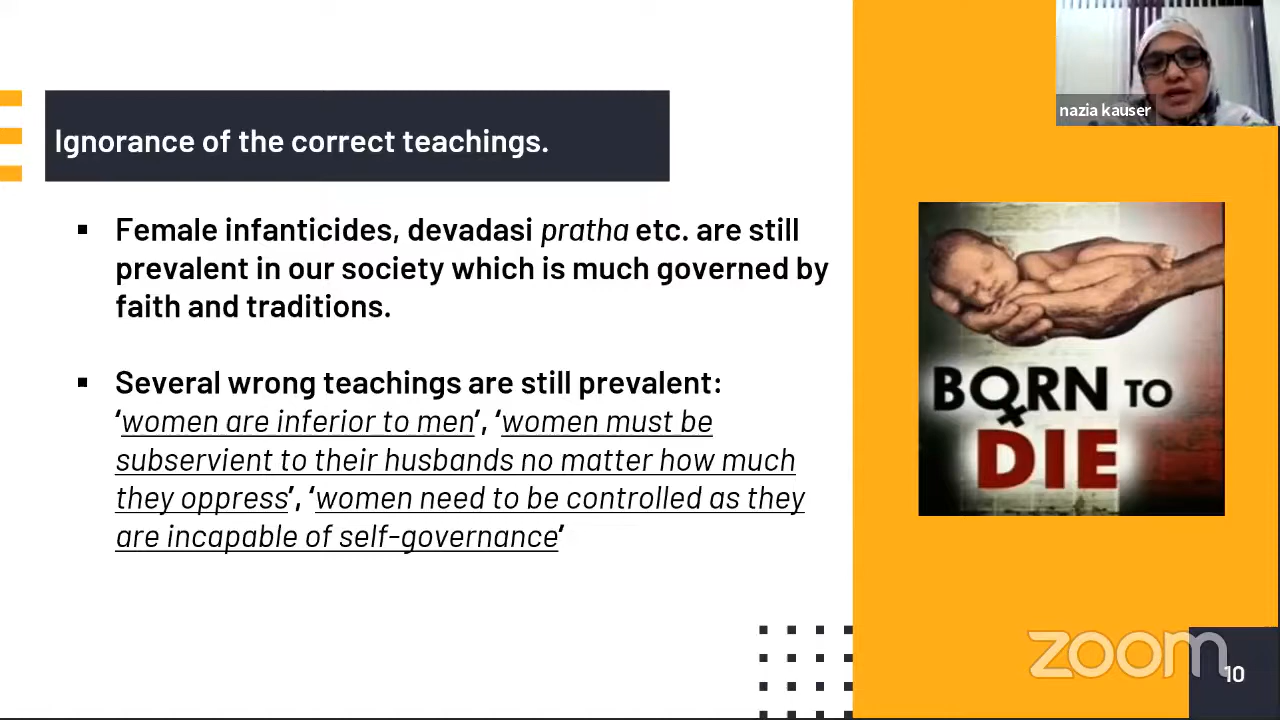 nazia kauser
Ignorance of the correct teachings.
▪ Female infanticides, devadasi pratha etc. are still
prevalent in our society which is much governed by
faith and traditions.
▪ Several wrong teachings are still prevalent:
‘women are inferior to men’, ‘women must be
subservient to their husbands no matter how much
they oppress’, ‘women need to be controlled as they
are incapable of self-governance’
BORN TO
DIE
zoom
10